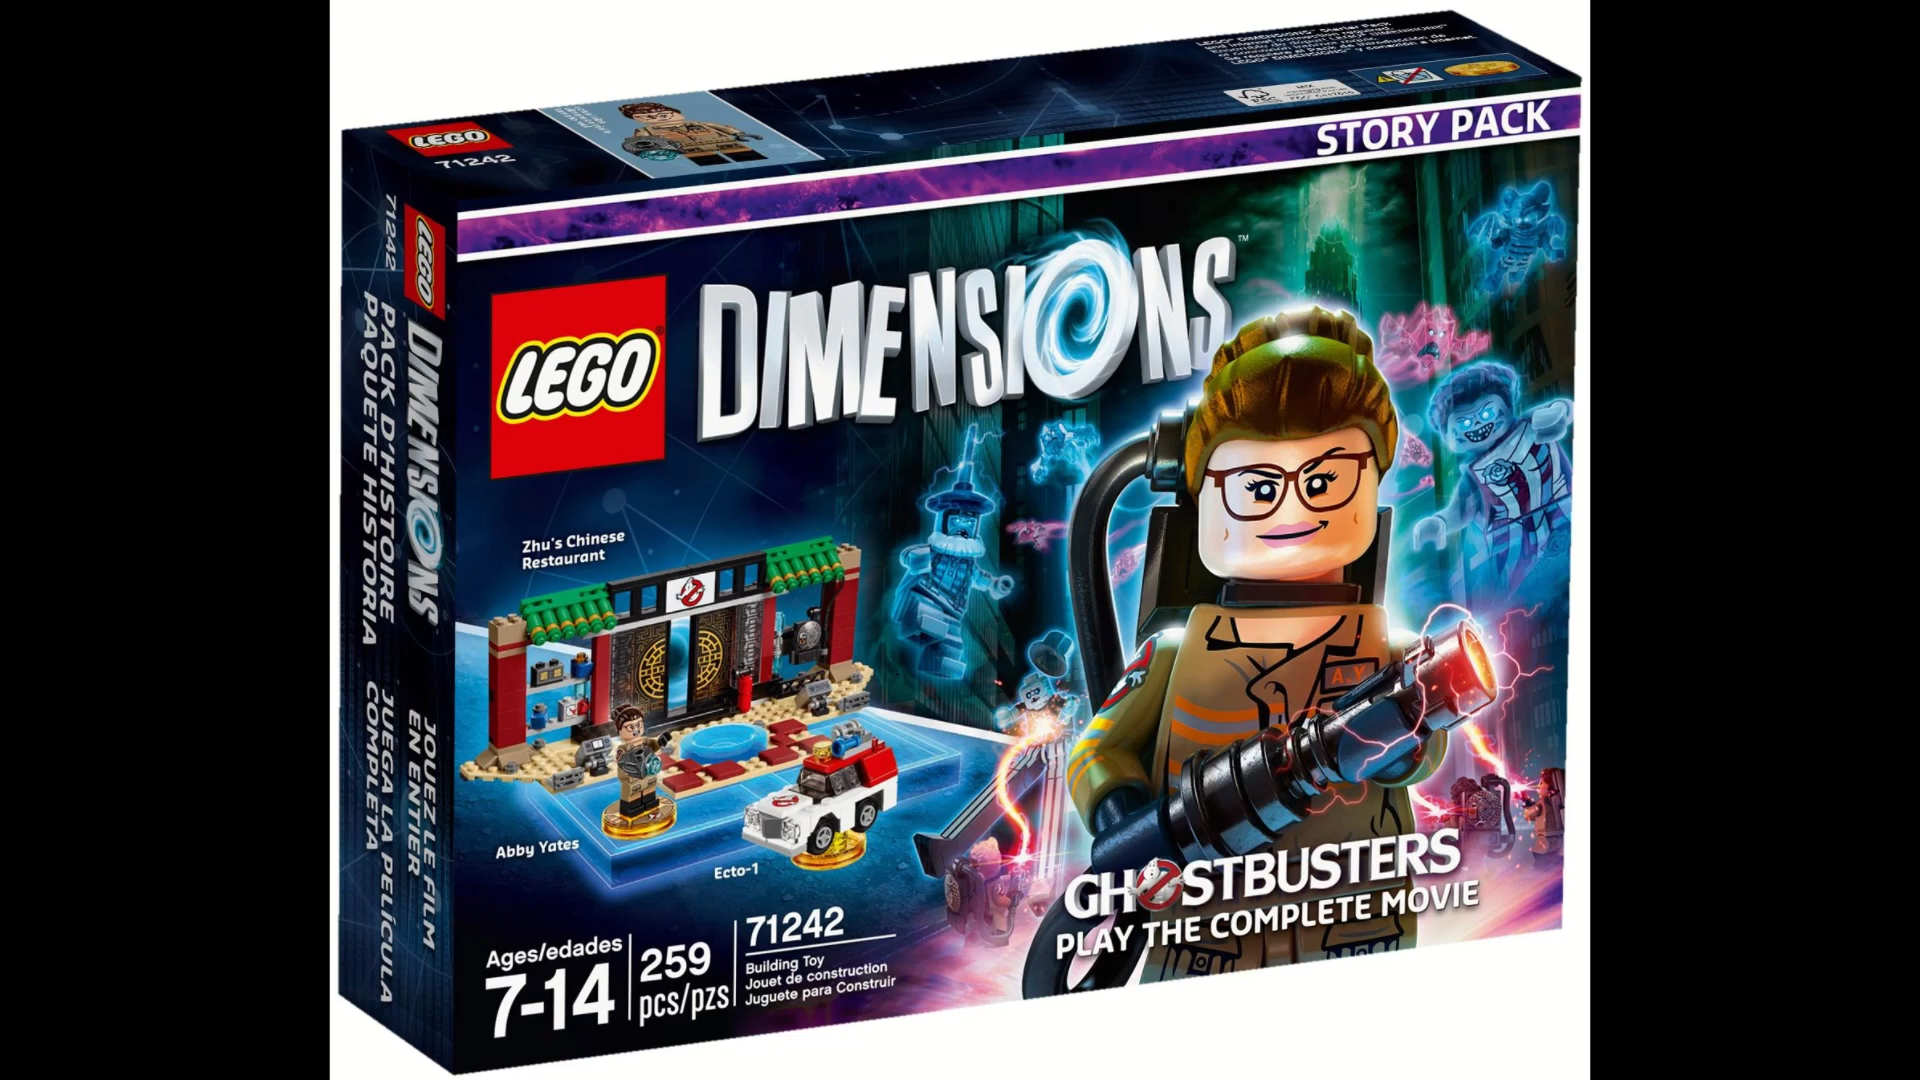 LEGO
71242
STORY PACK
LEGO
DIMENSIONS™
71242
LEGO
DIMENSIONS
PACK D'HISTOIRE
PAQUETE HISTORIA
JOUEZ LE FILM
EN ENTIER
JUEGA LA PELÍCULA
COMPLETA
Zhu's Chinese
Restaurant
Abby Yates
Ecto-1
A.Y
GHOSTBUSTERS
PLAY THE COMPLETE MOVIE
Ages/edades
7-14
259
pcs/pzs
71242
Building Toy
Jouet de construction
Juguete para Construir